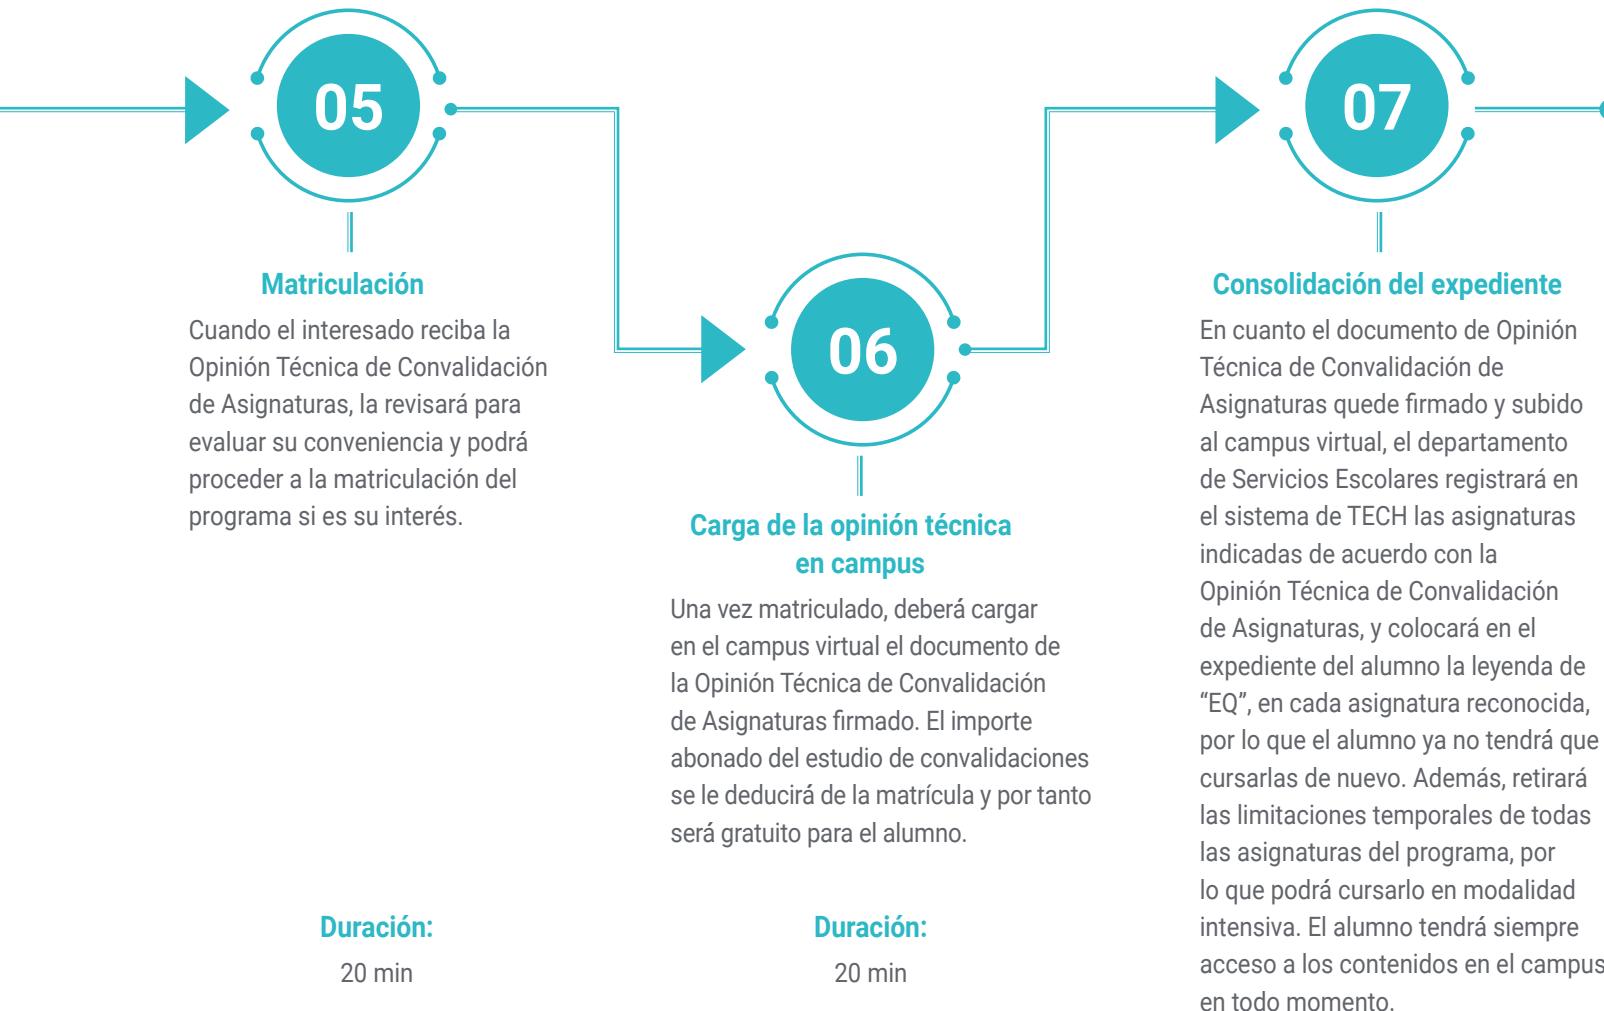 05
Matriculación
Cuando el interesado reciba la
Opinión Técnica de Convalidación
de Asignaturas, la revisará para
evaluar su conveniencia y podrá
proceder a la matriculación del
programa si es su interés.
Duración:
20 min
06
Carga de la opinión técnica
en campus
Una vez matriculado, deberá cargar
en el campus virtual el documento de
la Opinión Técnica de Convalidación
de Asignaturas firmado. El importe
abonado del estudio de convalidaciones
se le deducirá de la matrícula y por tanto
será gratuito para el alumno.
Duración:
20 min
07
Consolidación del expediente
En cuanto el documento de Opinión
Técnica de Convalidación de
Asignaturas quede firmado y subido
al campus virtual, el departamento
de Servicios Escolares registrará en
el sistema de TECH las asignaturas
indicadas de acuerdo con la
Opinión Técnica de Convalidación
de Asignaturas, y colocará en el
expediente del alumno la leyenda de
“EQ”, en cada asignatura reconocida,
por lo que el alumno ya no tendrá que
cursarlas de nuevo. Además, retirará
las limitaciones temporales de todas
las asignaturas del programa, por
lo que podrá cursarlo en modalidad
intensiva. El alumno tendrá siempre
acceso a los contenidos en el campus
en todo momento.